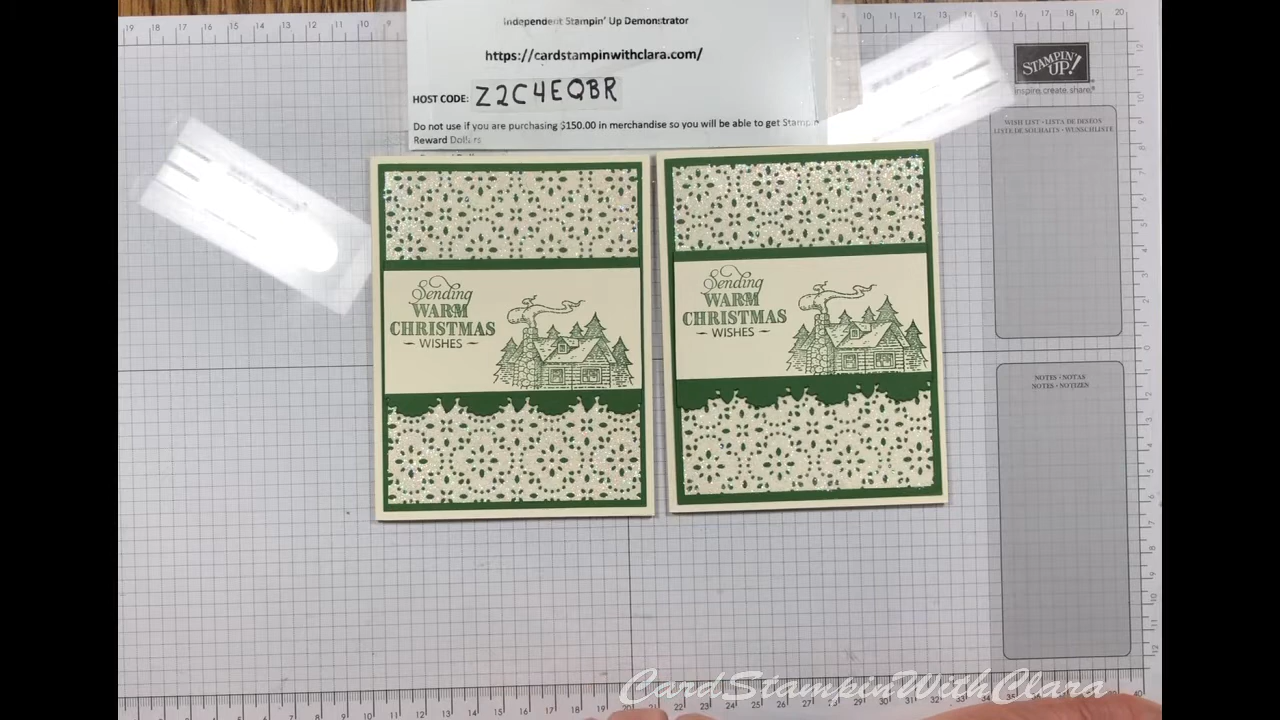 Independent Stampin' Up Demonstrator
https://cardstampinwithclara.com/
HOST CODE: Z2C4EQBR
Do not use if you are purchasing $150.00 in merchandise so you will be able to get Stampin
Reward Dollars
STAMPIN' UP!®
inspire. create. share.®
WISH LIST • LISTA DE DESEOS
LISTE DE SOUHAITS • WUNSCHLISTE
Sending
WARM
CHRISTMAS
WISHES
Sending
WARM
CHRISTMAS
WISHES
NOTES • NOTAS
NOTES • NOTIZEN
CardStampinWithClara